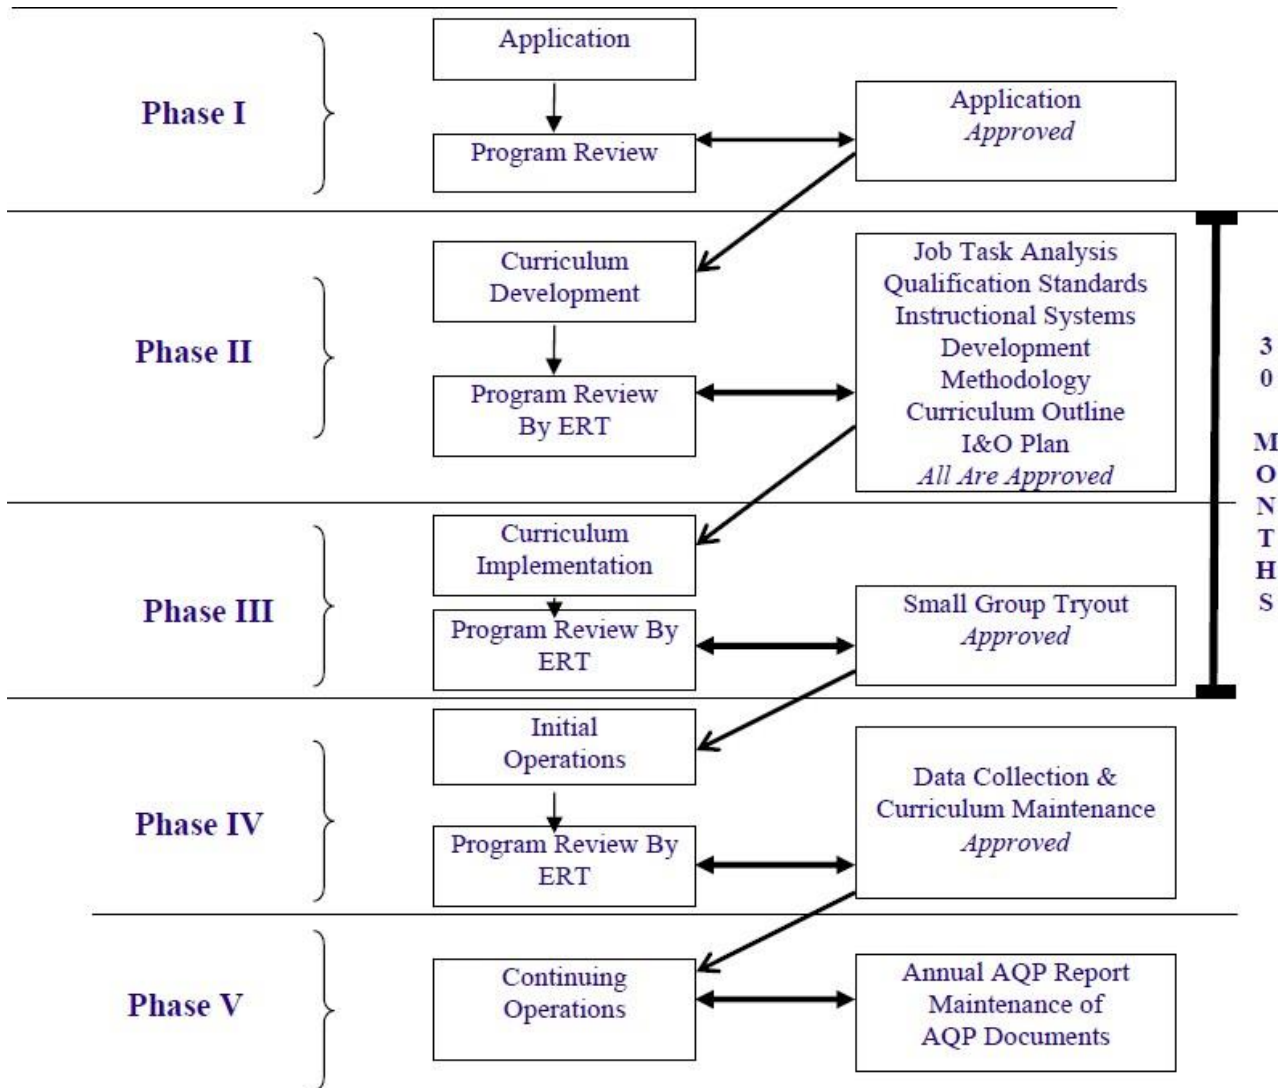 Phase I
Application
Program Review
Application
Approved
Phase II
Curriculum
Development
Program Review
By ERT
Job Task Analysis
Qualification Standards
Instructional Systems
Development
Methodology
Curriculum Outline
I&O Plan
All Are Approved
Phase III
Curriculum
Implementation
Program Review By
ERT
Small Group Tryout
Approved
30 MONTHS
Phase IV
Initial
Operations
Program Review By
ERT
Data Collection &
Curriculum Maintenance
Approved
Phase V
Continuing
Operations
Annual AQP Report
Maintenance of
AQP Documents